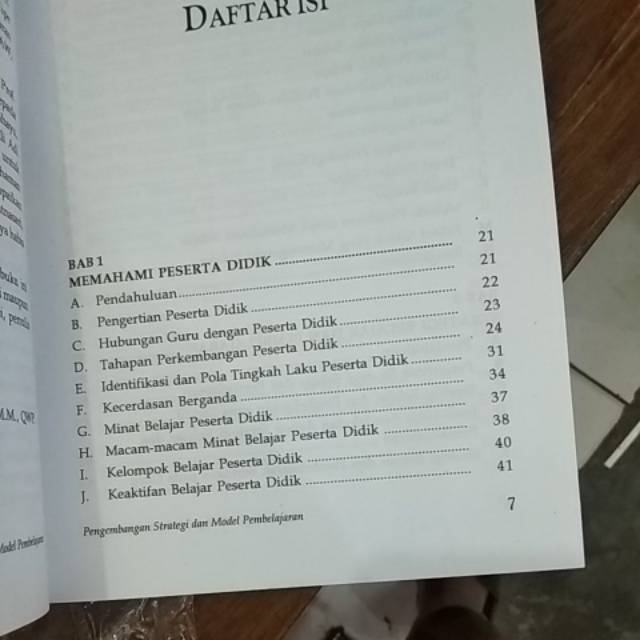 DAFTAR ISI
BAB 1
MEMAHAMI PESERTA DIDIK ........ 21
A. Pendahuluan ........ 21
B. Pengertian Peserta Didik ........ 22
C. Hubungan Guru dengan Peserta Didik ........ 23
D. Tahapan Perkembangan Peserta Didik ........ 24
E. Identifikasi dan Pola Tingkah Laku Peserta Didik ........ 31
F. Kecerdasan Berganda ........ 34
G. Minat Belajar Peserta Didik ........ 37
H. Macam-macam Minat Belajar Peserta Didik ........ 38
I. Kelompok Belajar Peserta Didik ........ 40
J. Keaktifan Belajar Peserta Didik ........ 41
Pengembangan Strategi dan Model Pembelajaran 7